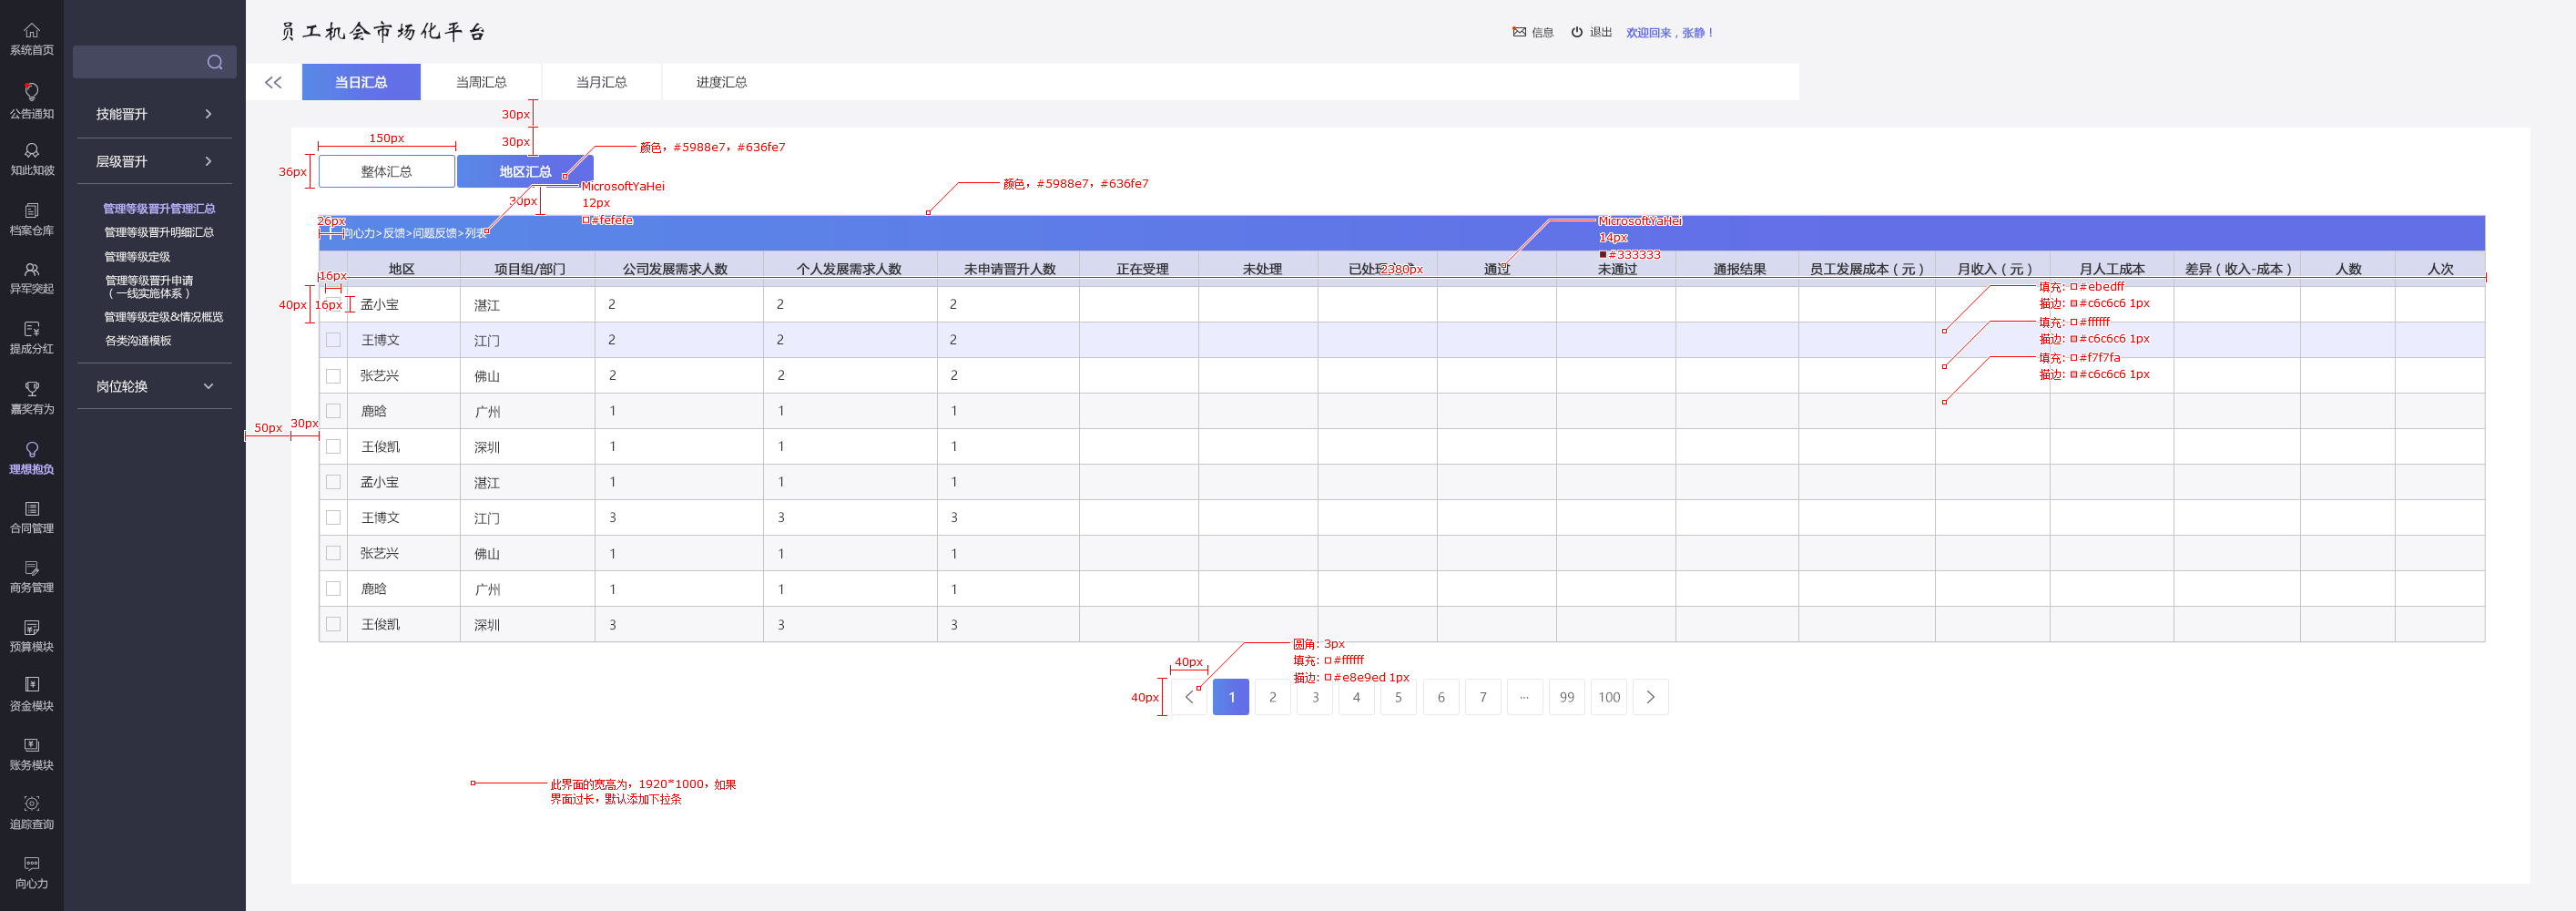 员工机会市场化平台
信息
退出
欢迎回来，张静！
系统首页
公告通知
知此知彼
档案仓库
异军突起
提成分红
嘉奖有为
理想抱负
合同管理
商务管理
预算模块
资金模块
账务模块
追踪查询
向心力
技能晋升
层级晋升
管理等级晋升管理汇总
管理等级晋升明细汇总
管理等级定级
管理等级晋升申请
（一线实施体系）
管理等级定级&情况概览
各类沟通模板
岗位轮换
当日汇总 当周汇总 当月汇总 进度汇总
30px
30px
150px
36px
整体汇总 地区汇总
颜色，#5988e7，#636fe7
MicrosoftYaHei
12px
#fefefe
30px
颜色，#5988e7，#636fe7
26px
向心力>反馈>问题反馈>列表
MicrosoftYaHei
14px
#333333
地区 项目组/部门 公司发展需求人数 个人发展需求人数 未申请晋升人数 正在受理 未处理 已处理 通过 未通过 通报结果 员工发展成本（元） 月收入（元） 月人工成本 差异（收入-成本） 人数 人次
2380px
16px
40px
16px
孟小宝 湛江 2 2 2
王博文 江门 2 2 2
张艺兴 佛山 2 2 2
鹿晗 广州 1 1 1
王俊凯 深圳 1 1 1
孟小宝 湛江 1 1 1
王博文 江门 3 3 3
张艺兴 佛山 1 1 1
鹿晗 广州 1 1 1
王俊凯 深圳 3 3 3
填充: #ebedff
描边: #c6c6c6 1px
填充: #ffffff
描边: #c6c6c6 1px
填充: #f7f7fa
描边: #c6c6c6 1px
50px
30px
圆角: 3px
填充: #ffffff
描边: #e8e9ed 1px
40px
40px
1 2 3 4 5 6 7 ··· 99 100
此界面的宽高为，1920*1000，如果
界面过长，默认添加下拉条